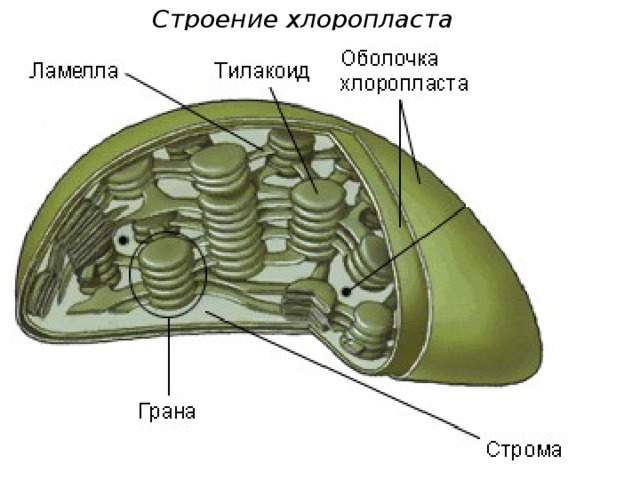 Строение хлоропласта
Ламелла
Тилакоид
Оболочка
хлоропласта
Грана
Строма